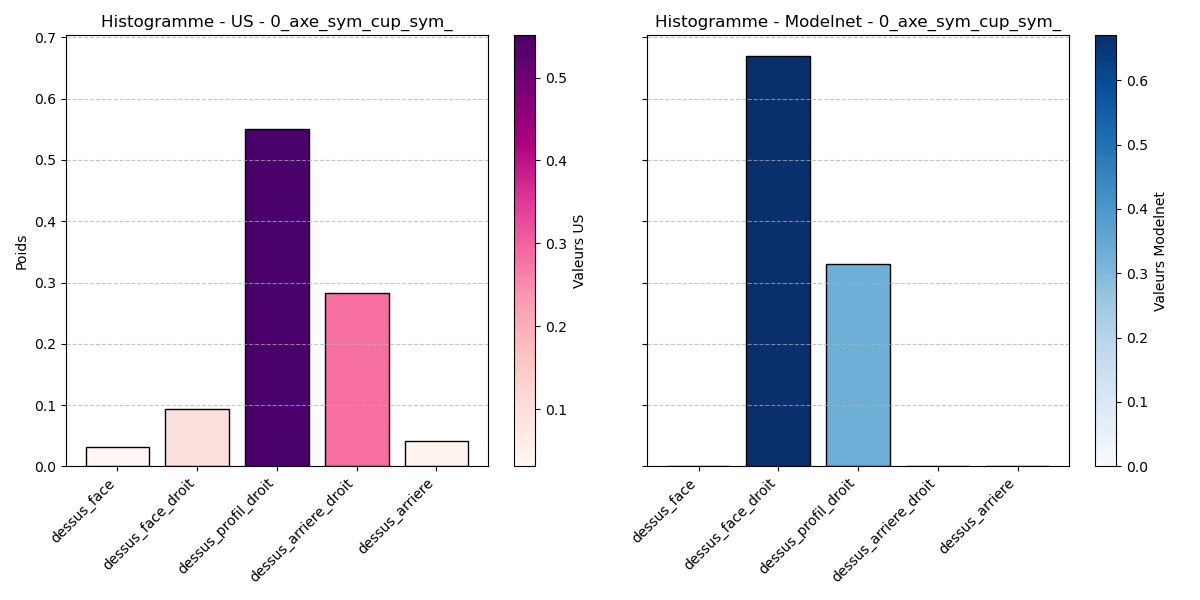 Histogramme - US - 0_axe_sym_cup_sym_
Poids
0.7
0.6
0.5
0.4
0.3
0.2
0.1
0.0
dessus_face
dessus_face_droit
dessus_profil_droit
dessus_arriere_droit
dessus_arriere
0.5
0.4
0.3
0.2
0.1
Valeurs US
Histogramme - Modelnet - 0_axe_sym_cup_sym_
dessus_face
dessus_face_droit
dessus_profil_droit
dessus_arriere_droit
dessus_arriere
0.6
0.5
0.4
0.3
0.2
0.1
0.0
Valeurs Modelnet